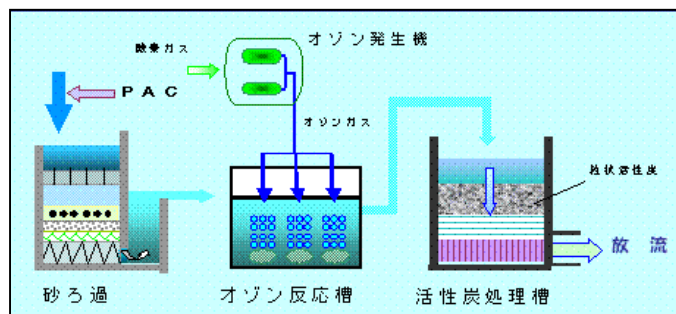 酸素ガス
オゾン発生機
PAC
オゾンガス
粒状活性炭
放流
砂ろ過
オゾン反応槽
活性炭処理槽